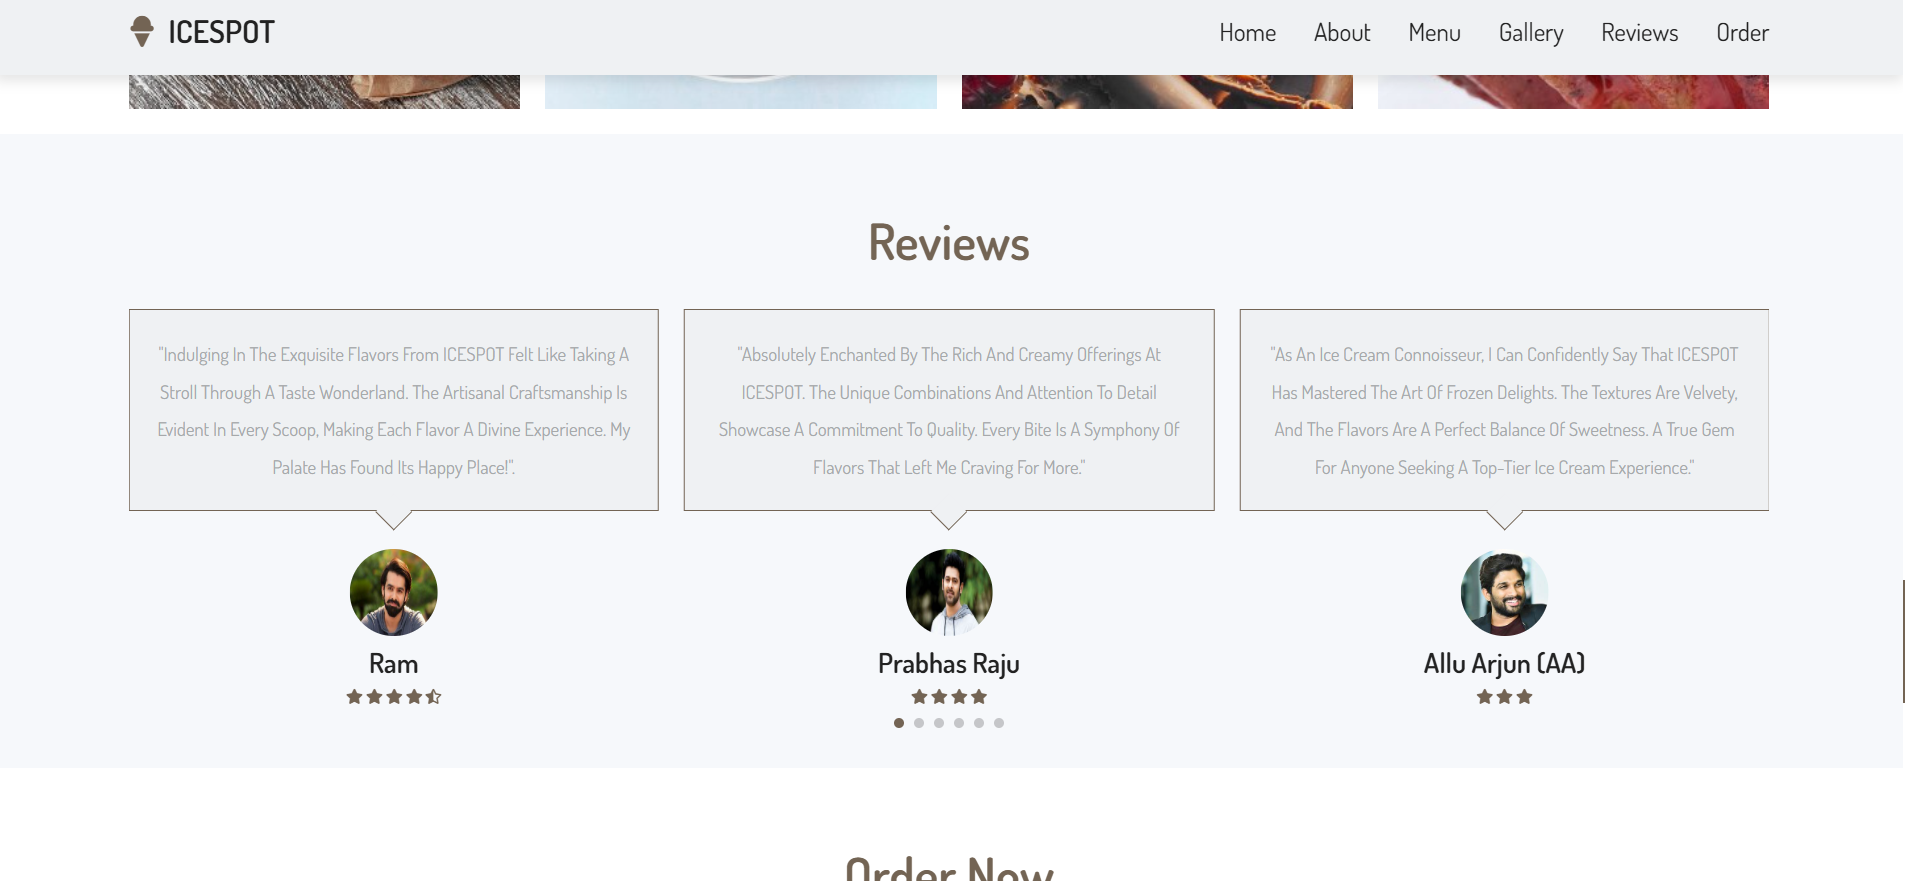 ICESPOT
Home About Menu Gallery Reviews Order
Reviews
"Indulging In The Exquisite Flavors From ICESPOT Felt Like Taking A
Stroll Through A Taste Wonderland. The Artisanal Craftsmanship Is
Evident In Every Scoop, Making Each Flavor A Divine Experience. My
Palate Has Found Its Happy Place!".
Ram
"Absolutely Enchanted By The Rich And Creamy Offerings At
ICESPOT. The Unique Combinations And Attention To Detail
Showcase A Commitment To Quality. Every Bite Is A Symphony Of
Flavors That Left Me Craving For More."
Prabhas Raju
"As An Ice Cream Connoisseur, I Can Confidently Say That ICESPOT
Has Mastered The Art Of Frozen Delights. The Textures Are Velvety,
And The Flavors Are A Perfect Balance Of Sweetness. A True Gem
For Anyone Seeking A Top-Tier Ice Cream Experience."
Allu Arjun (AA)
Order Now